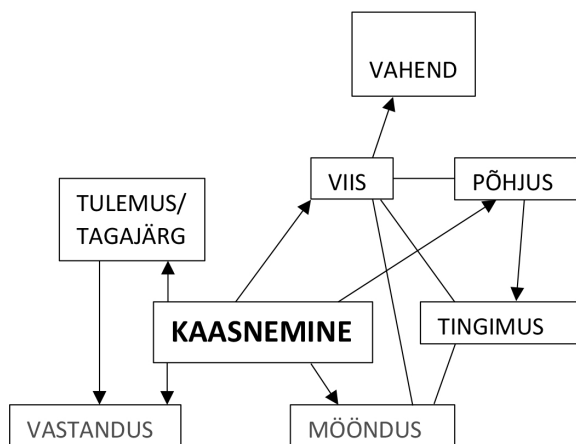 VAHEND
VIIS
PÕHJUS
TULEMUS/
TAGAJÄRG
KAASNEMINE
TINGIMUS
VASTANDUS
MÖÖNDUS